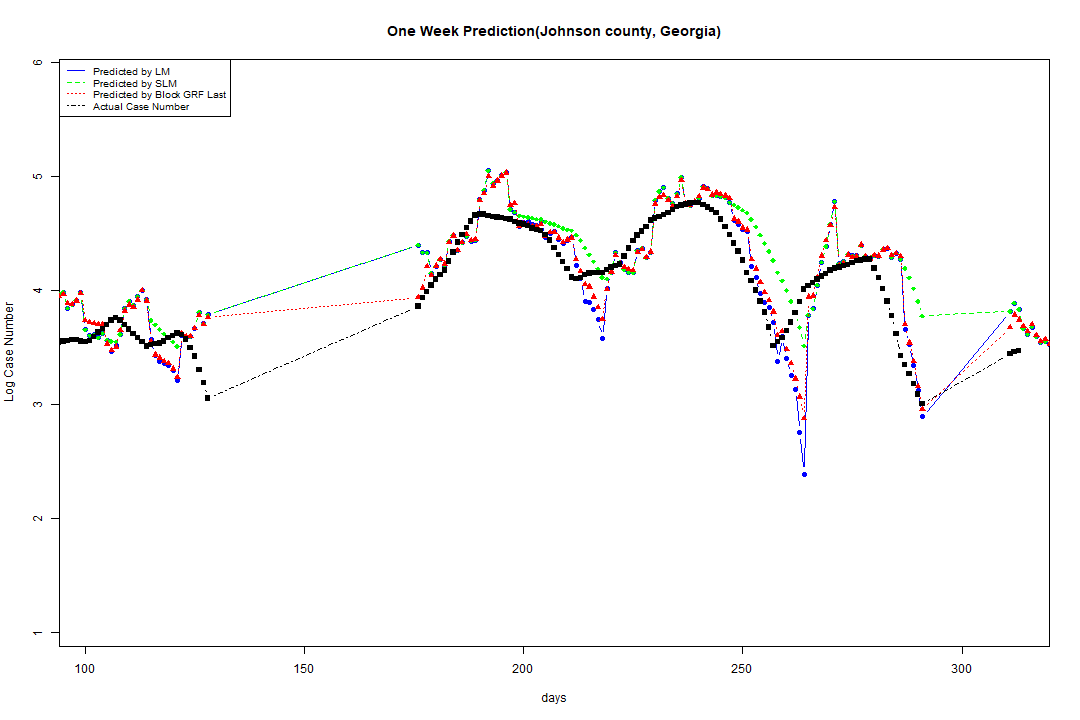 One Week Prediction(Johnson county, Georgia)
Predicted by LM
Predicted by SLM
Predicted by Block GRF Last
Actual Case Number
Log Case Number
6
5
4
3
2
1
100 150 200 250 300
days